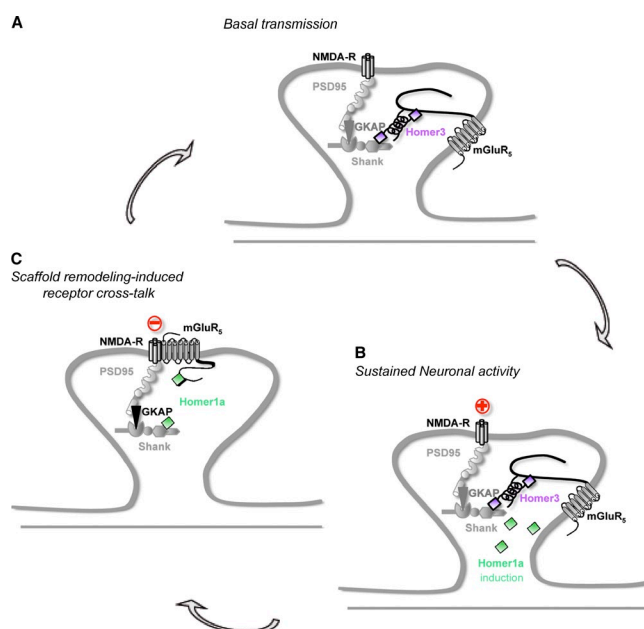 A
Basal transmission
NMDA-R
PSD95
GKAP
Homer3
mGluR5
Shank
C
Scaffold remodeling-induced
receptor cross-talk
mGluR5
NMDA-R
PSD95
Homer1a
GKAP
Shank
B
Sustained Neuronal activity
NMDA-R
PSD95
GKAP
Homer3
Shank
mGluR5
Homer1a
induction